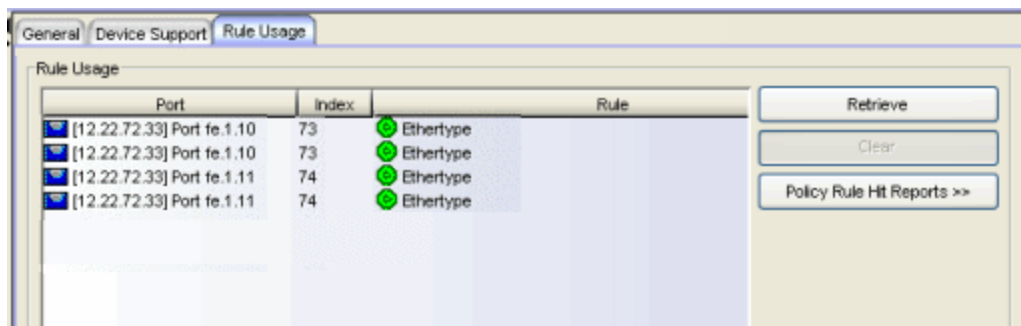 General Device Support Rule Usage
Rule Usage
Port Index Rule Retrieve
[12.22.72.33] Port fe.1.10 73 Ethertype
[12.22.72.33] Port fe.1.10 73 Ethertype Clear
[12.22.72.33] Port fe.1.11 74 Ethertype
[12.22.72.33] Port fe.1.11 74 Ethertype Policy Rule Hit Reports >>